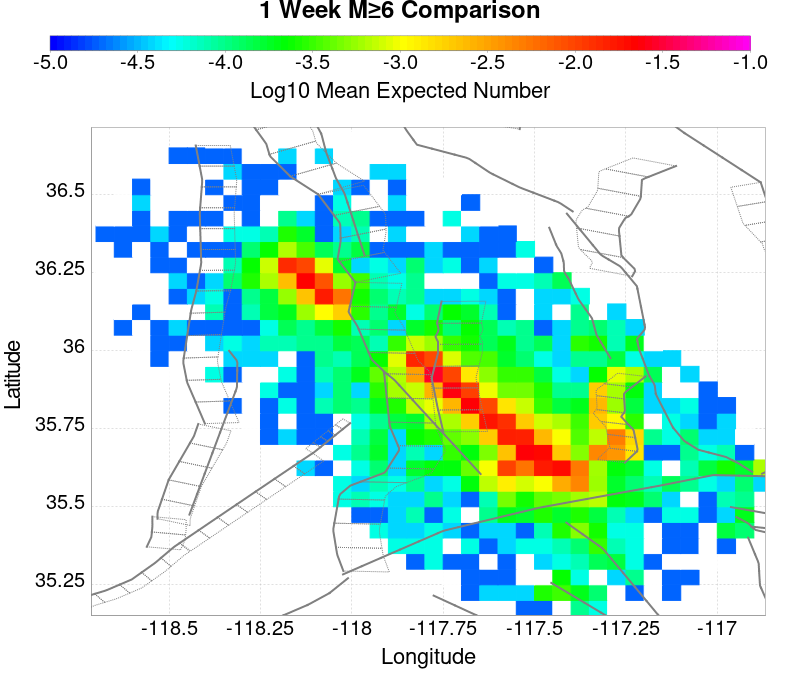 1 Week M≥6 Comparison
-5.0 -4.5 -4.0 -3.5 -3.0 -2.5 -2.0 -1.5 -1.0
Log10 Mean Expected Number
36.5
36.25
36
35.75
35.5
35.25
Latitude
-118.5 -118.25 -118 -117.75 -117.5 -117.25 -117
Longitude